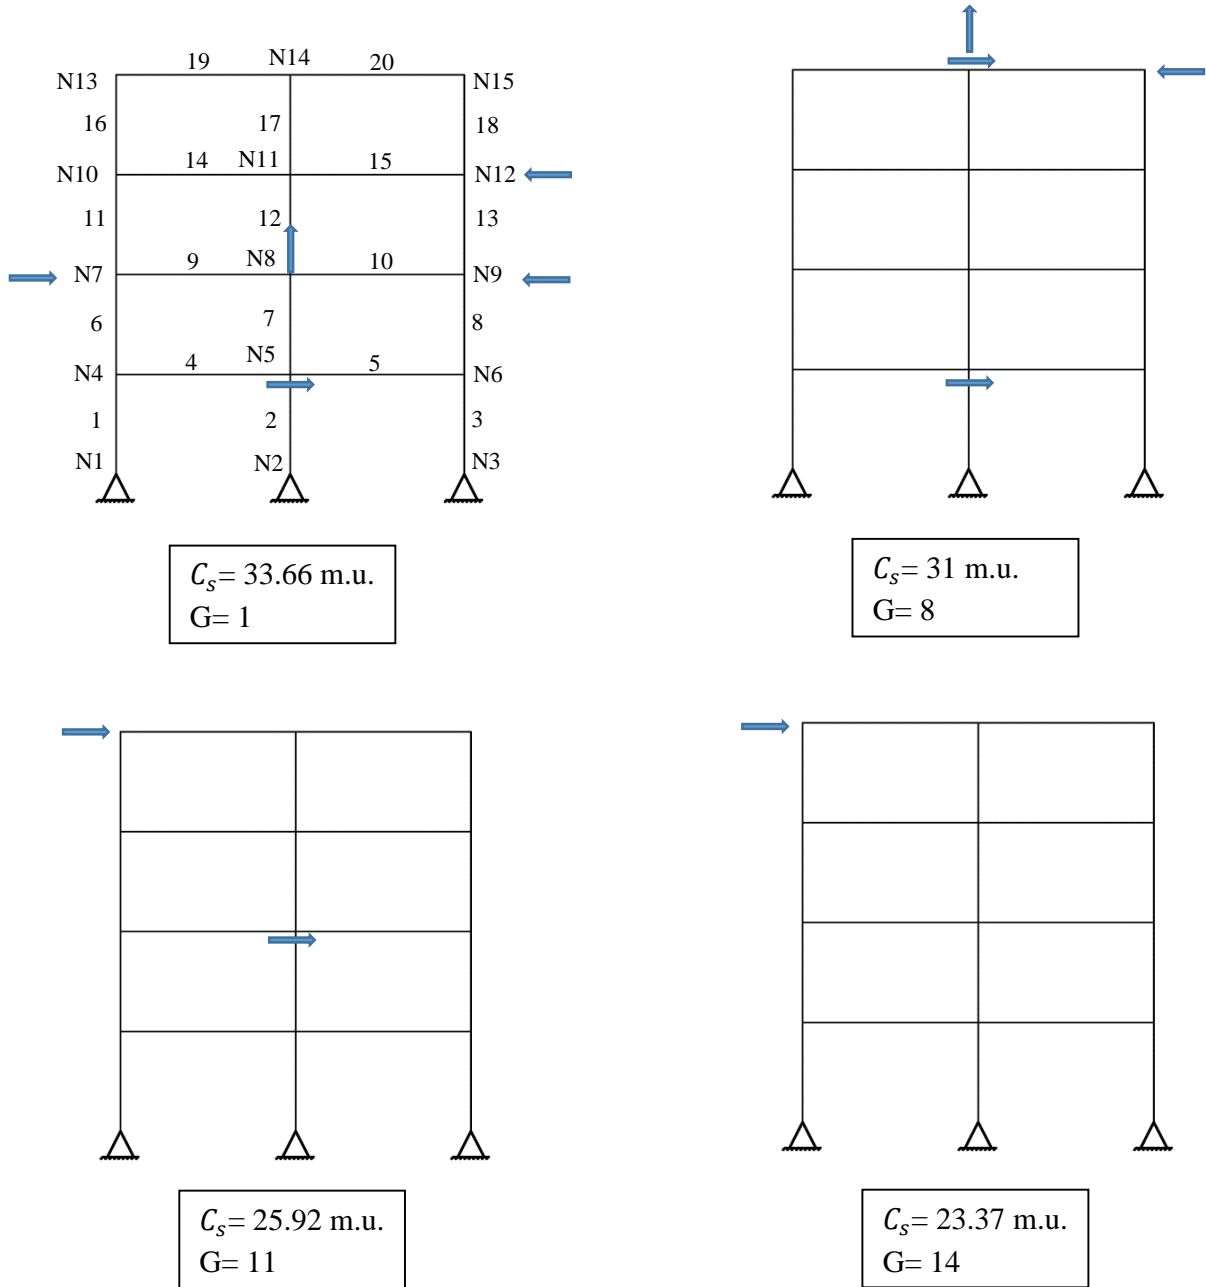 19 N14 20
N13 N15
16 17 18
N10 14 N11 15 N12
11 12 13
N7 9 N8 10 N9
6 7 8
N4 4 N5 5 N6
1 2 3
N1 N2 N3
C_s= 33.66 m.u.
G= 1
C_s= 31 m.u.
G= 8
C_s= 25.92 m.u.
G= 11
C_s= 23.37 m.u.
G= 14